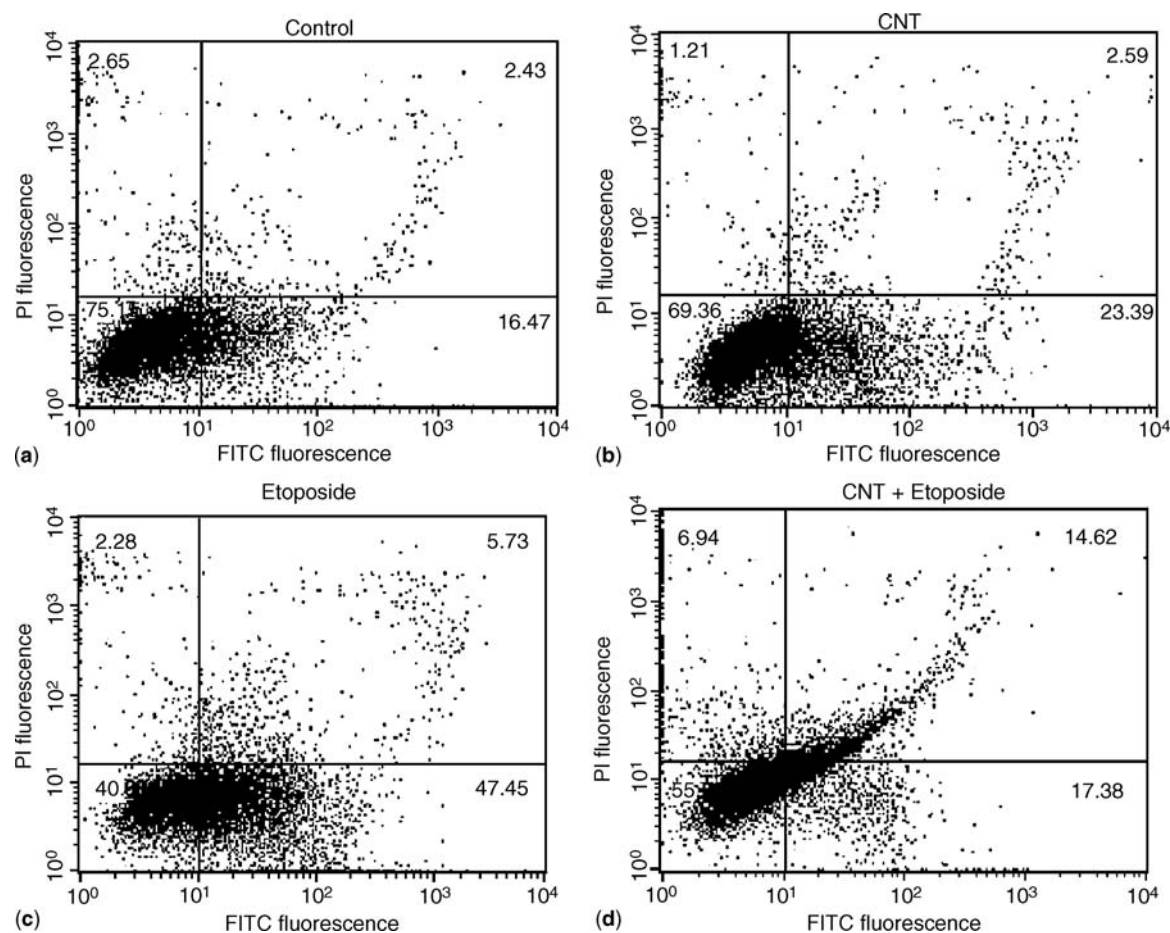 Control
10⁴
2.65
2.43
10³
PI fluorescence
10²
10¹
75.1
16.47
10⁰
10⁰ 10¹ 10² 10³ 10⁴
(a) FITC fluorescence
CNT
10⁴
1.21
2.59
10³
PI fluorescence
10²
10¹
69.36
23.39
10⁰
10⁰ 10¹ 10² 10³ 10⁴
(b) FITC fluorescence
Etoposide
10⁴
2.28
5.73
10³
PI fluorescence
10²
10¹
40.
47.45
10⁰
10⁰ 10¹ 10² 10³ 10⁴
(c) FITC fluorescence
CNT + Etoposide
10⁴
6.94
14.62
10³
PI fluorescence
10²
10¹
55
17.38
10⁰
10⁰ 10¹ 10² 10³ 10⁴
(d) FITC fluorescence